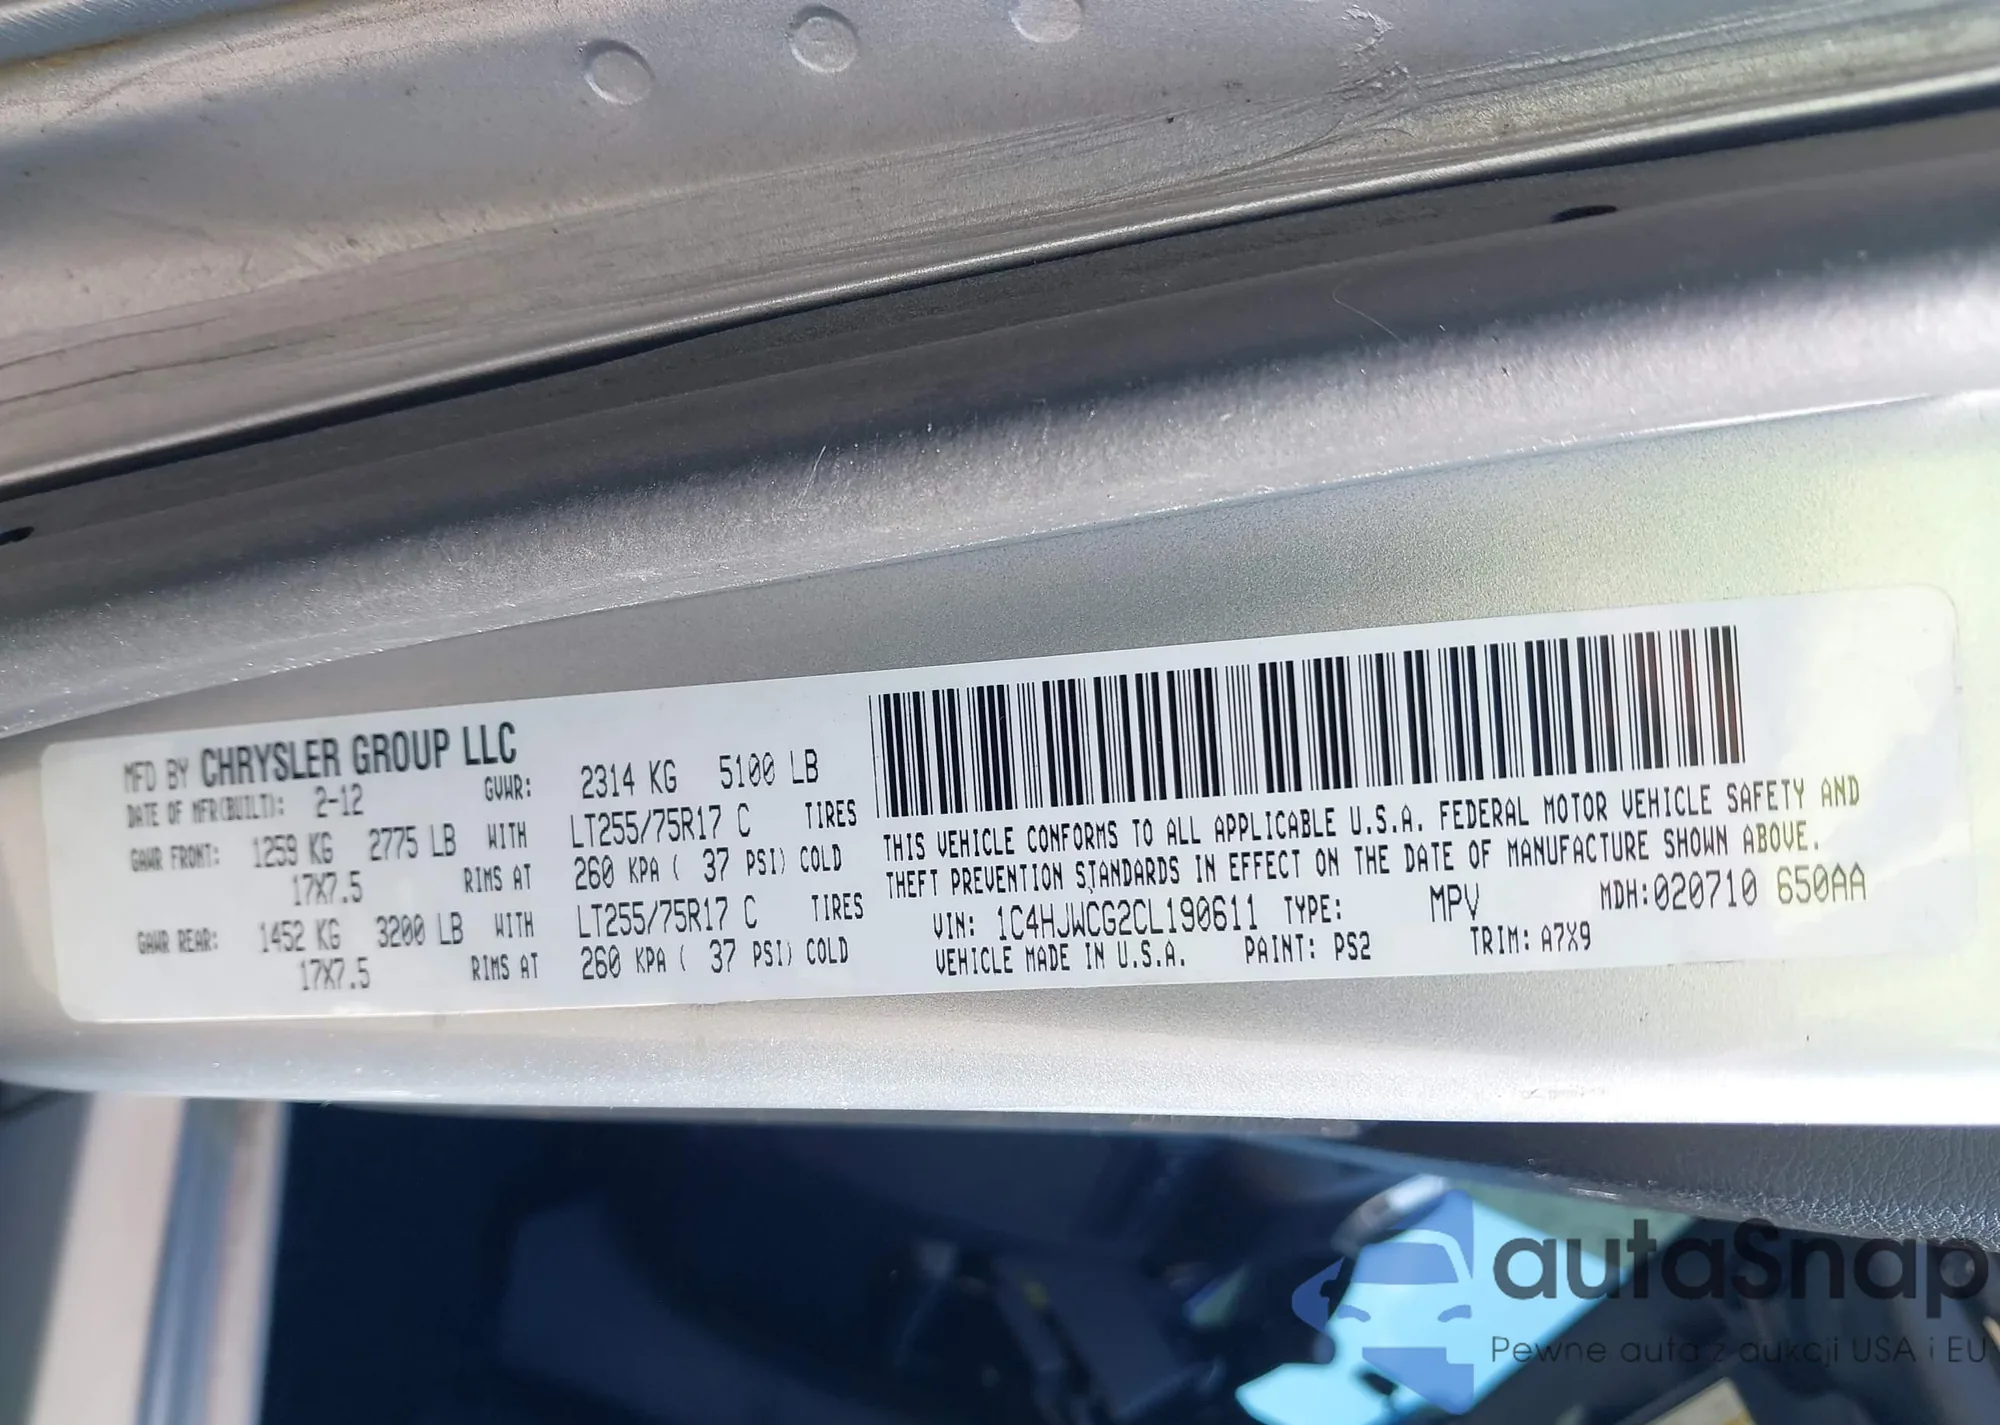 MFD BY CHRYSLER GROUP LLC
DATE OF MFR(BUILT): 2-12 GVWR: 2314 KG 5100 LB
GAWR FRONT: 1259 KG 2775 LB WITH LT255/75R17 C TIRES
17X7.5 RIMS AT 260 KPA ( 37 PSI) COLD
GAWR REAR: 1452 KG 3200 LB WITH LT255/75R17 C TIRES
17X7.5 RIMS AT 260 KPA ( 37 PSI) COLD
THIS VEHICLE CONFORMS TO ALL APPLICABLE U.S.A. FEDERAL MOTOR VEHICLE SAFETY AND
THEFT PREVENTION STANDARDS IN EFFECT ON THE DATE OF MANUFACTURE SHOWN ABOVE.
VIN: 1C4HJWCG2CL190611 TYPE: MPV MDH:020710 650AA
VEHICLE MADE IN U.S.A. PAINT: PS2 TRIM: A7X9
autaSnap
Pewne auta z aukcji USA i EU